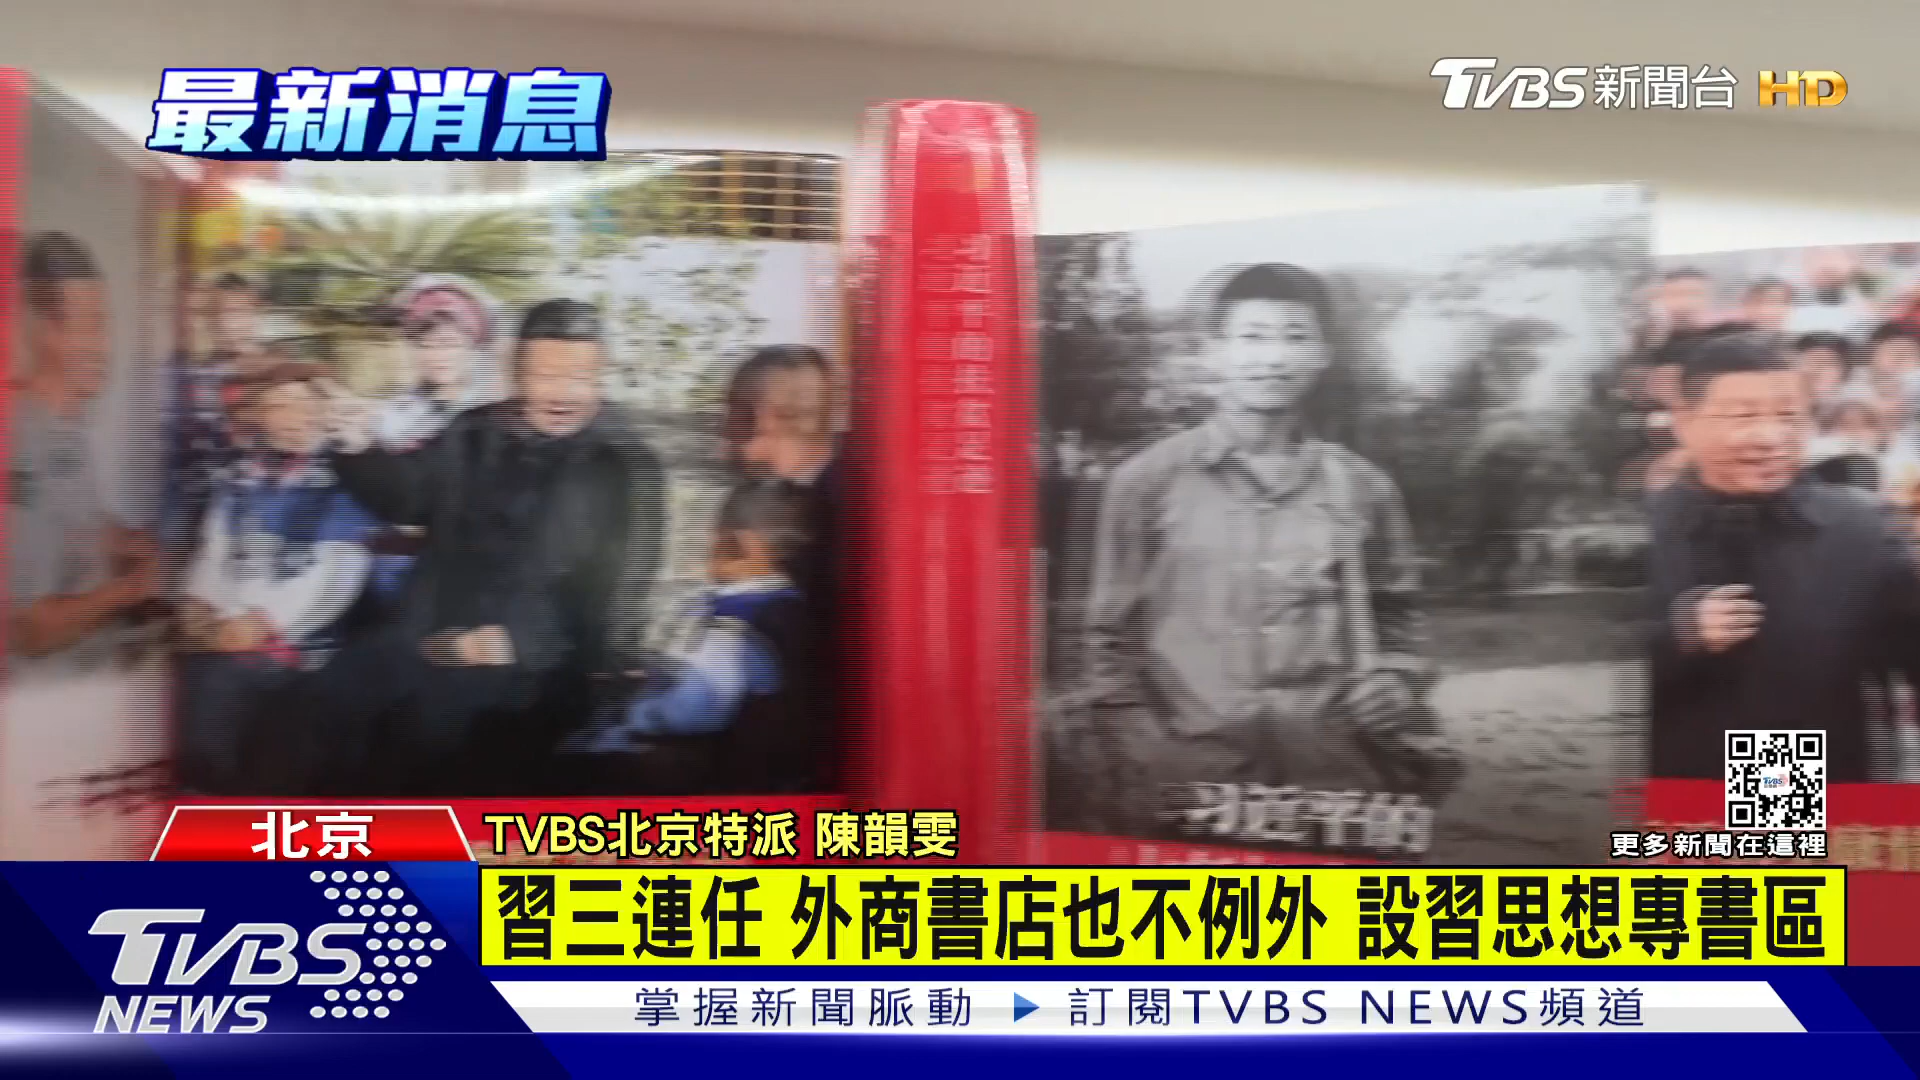 最新消息
TVBS新聞台 HD
习近平的
更多新聞在這裡
北京
TVBS北京特派 陳韻雯
習三連任 外商書店也不例外 設習思想專書區
TVBS NEWS
掌握新聞脈動 ▶ 訂閱TVBS NEWS頻道